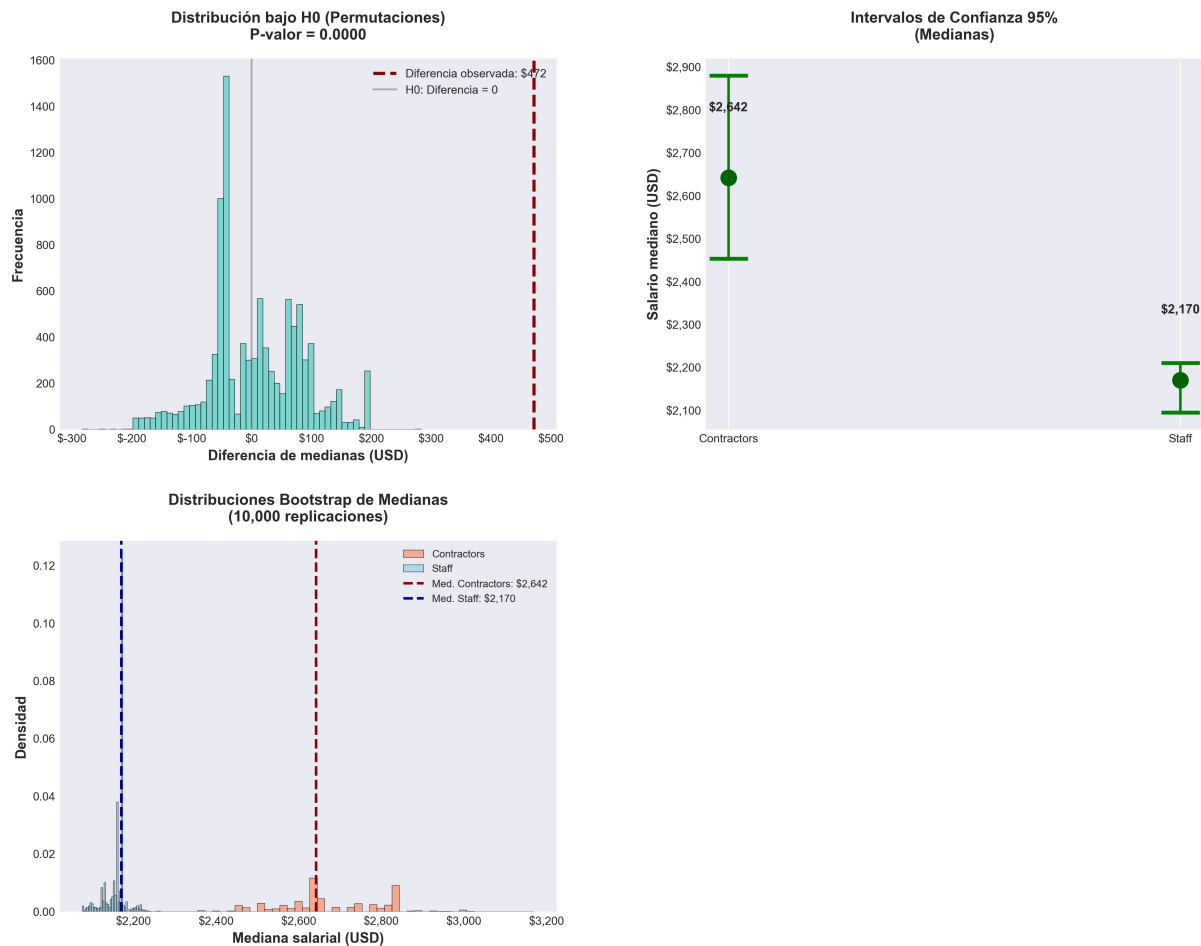 Distribución bajo H0 (Permutaciones)
P-valor = 0.0000
1600
1400
1200
1000
800
600
400
200
0
Frecuencia
Diferencia observada: $472
H0: Diferencia = 0
$-300
$-200
$-100
$0
$100
$200
$300
$400
$500
Diferencia de medianas (USD)
Intervalos de Confianza 95%
(Medianas)
$2,900
$2,800
$2,700
$2,600
$2,500
$2,400
$2,300
$2,200
$2,100
Salario mediano (USD)
$2,642
$2,170
Contractors
Staff
Distribuciones Bootstrap de Medianas
(10,000 replicaciones)
0.12
0.10
0.08
0.06
0.04
0.02
0.00
Densidad
Contractors
Staff
Med. Contractors: $2,642
Med. Staff: $2,170
$2,200
$2,400
$2,600
$2,800
$3,000
$3,200
Mediana salarial (USD)